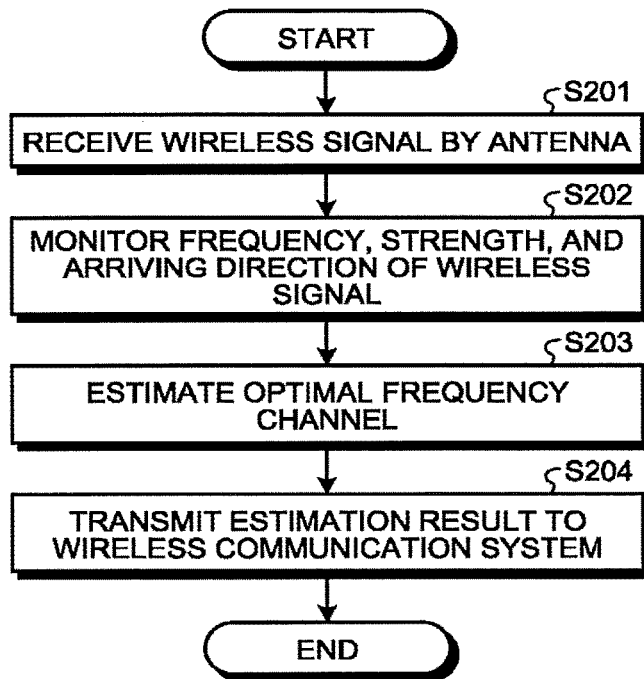 START
S201
RECEIVE WIRELESS SIGNAL BY ANTENNA
S202
MONITOR FREQUENCY, STRENGTH, AND
ARRIVING DIRECTION OF WIRELESS
SIGNAL
S203
ESTIMATE OPTIMAL FREQUENCY
CHANNEL
S204
TRANSMIT ESTIMATION RESULT TO
WIRELESS COMMUNICATION SYSTEM
END